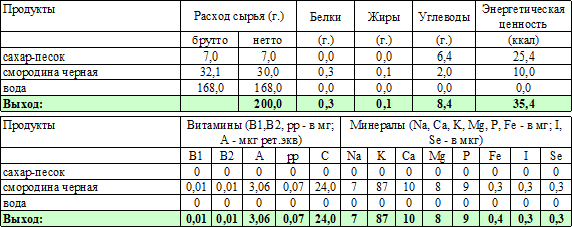 Продукты Расход сырья (г.) Белки Жиры Углеводы Энергетическая ценность
брутто нетто (г.) (г.) (г.) (ккал)
сахар-песок 7,0 7,0 0,0 0,0 6,4 25,4
смородина черная 32,1 30,0 0,3 0,1 2,0 10,0
вода 168,0 168,0 0,0 0,0 0,0 0,0
Выход: 200,0 0,3 0,1 8,4 35,4
Продукты Витамины (В1,В2, рр - в мг; А - мкг рет.экв) Минералы (Na, Ca, K, Mg, P, Fe - в мг; I, Se - в мкг)
B1 B2 A pp C Na K Ca Mg P Fe I Se
сахар-песок 0 0 0 0 0 0 0 0 0 0 0 0 0
смородина черная 0,01 0,01 3,06 0,07 24,0 7 87 10 8 9 0,3 0,3 0,3
вода 0 0 0 0 0 0 0 0 0 0 0 0 0
Выход: 0,01 0,01 3,06 0,07 24,0 7 87 10 8 9 0,4 0,3 0,3